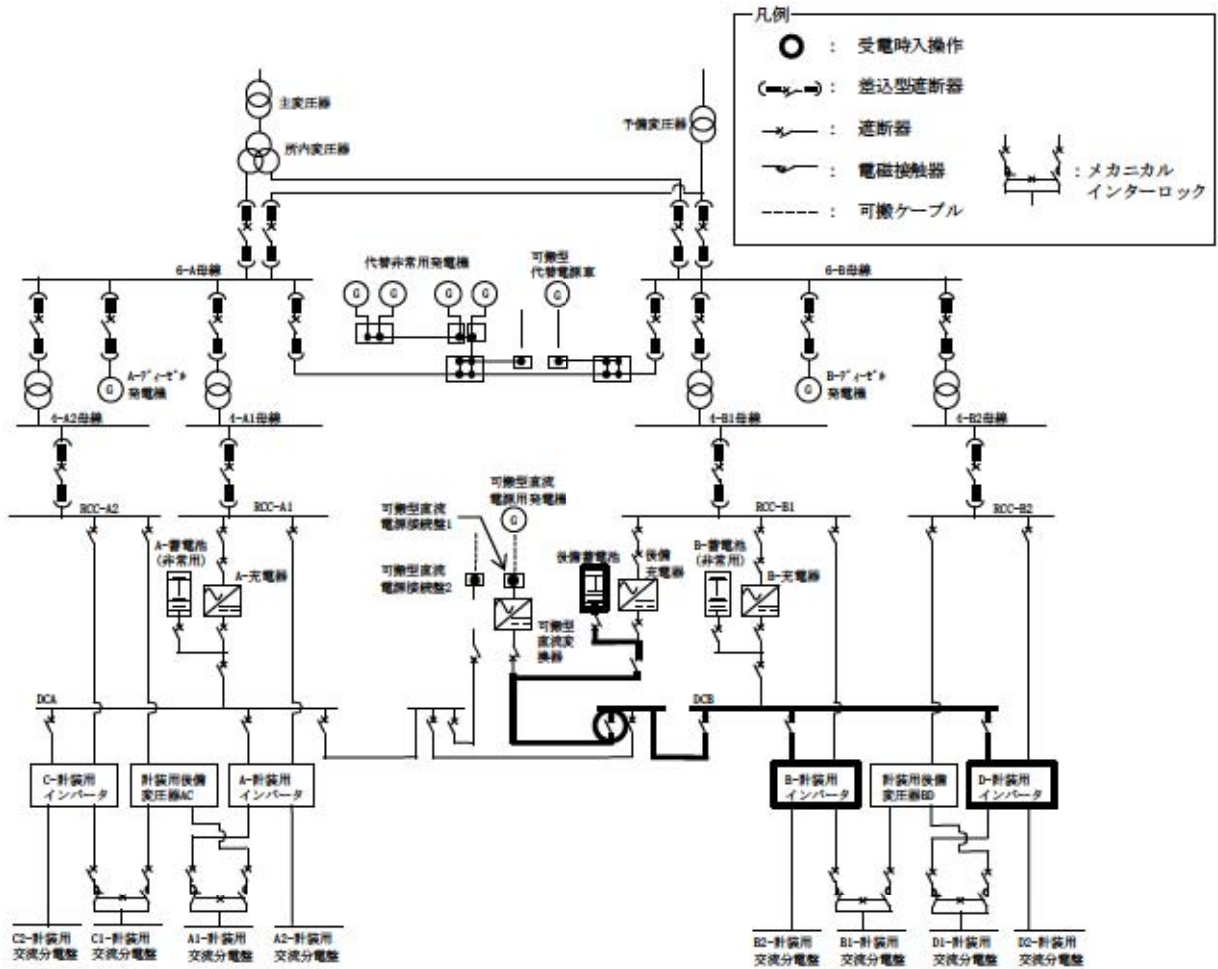 凡例
： 受電時入操作
： 差込型遮断器
： 遮断器
： 電磁接触器
： 可搬ケーブル
： メカニカル
インターロック
主変圧器
所内変圧器
予備変圧器
6-A母線
代替非常用発電機
可搬型
代替電源車
6-B母線
G
G
G
G
G
G
A-ディーゼル
発電機
G
B-ディーゼル
発電機
4-A2母線
4-A1母線
4-B1母線
4-B2母線
RCC-A2
RCC-A1
RCC-B1
RCC-B2
可搬型直流
電源接続盤1
可搬型直流
電源用発電機
G
可搬型直流
電源接続盤2
A-蓄電池
(非常用)
A-充電器
後備蓄電池
後備
充電器
B-蓄電池
(非常用)
B-充電器
可搬型
直流変
換器
DCA
DCB
C-計装用
インバータ
計装用後備
変圧器AC
A-計装用
インバータ
B-計装用
インバータ
計装用後備
変圧器BD
D-計装用
インバータ
C2-計装用
交流分電盤
C1-計装用
交流分電盤
A1-計装用
交流分電盤
A2-計装用
交流分電盤
B2-計装用
交流分電盤
B1-計装用
交流分電盤
D1-計装用
交流分電盤
D2-計装用
交流分電盤